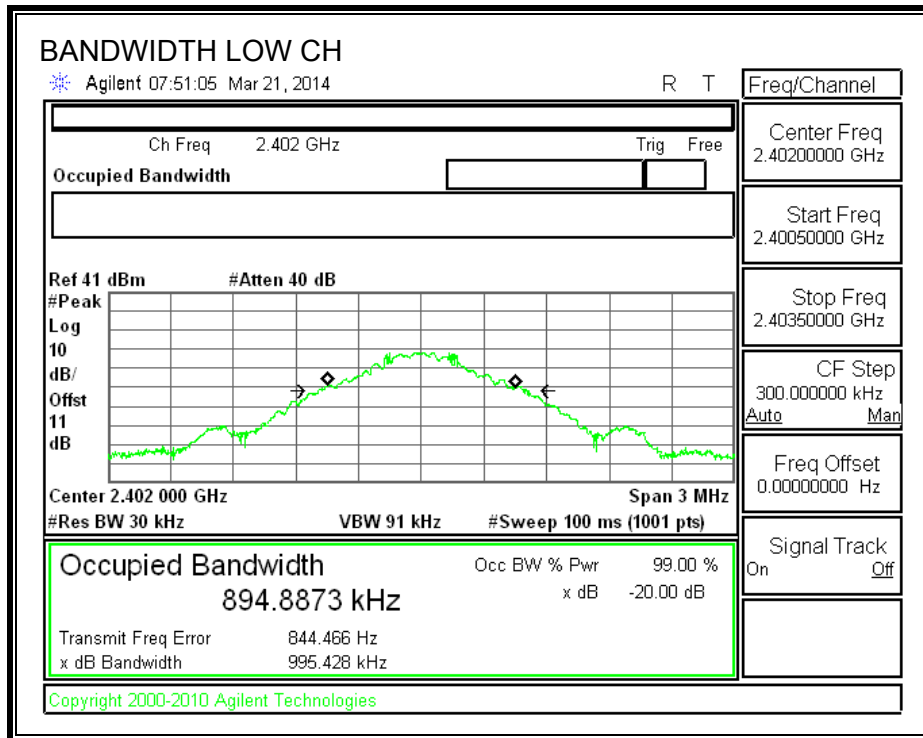 BANDWIDTH LOW CH
Agilent 07:51:05 Mar 21, 2014 R T
Ch Freq 2.402 GHz Trig Free
Occupied Bandwidth
Ref 41 dBm #Atten 40 dB
#Peak
Log
10
dB/
Offst
11
dB
Center 2.402 000 GHz Span 3 MHz
#Res BW 30 kHz VBW 91 kHz #Sweep 100 ms (1001 pts)
Occupied Bandwidth Occ BW % Pwr 99.00 %
894.8873 kHz x dB -20.00 dB
Transmit Freq Error 844.466 Hz
x dB Bandwidth 995.428 kHz
Copyright 2000-2010 Agilent Technologies
Freq/Channel
Center Freq
2.40200000 GHz
Start Freq
2.40050000 GHz
Stop Freq
2.40350000 GHz
CF Step
300.000000 kHz
Auto Man
Freq Offset
0.00000000 Hz
Signal Track
On Off